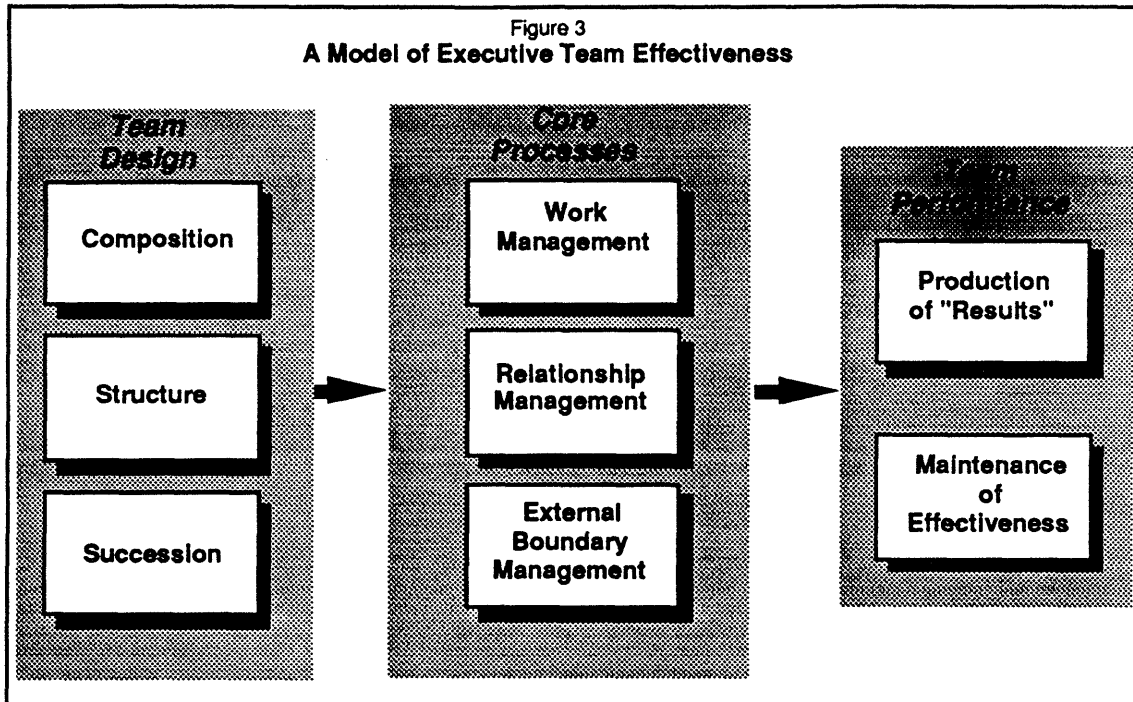 Figure 3
A Model of Executive Team Effectiveness
Team
Design
Composition
Structure
Succession
Core
Processes
Work
Management
Relationship
Management
External
Boundary
Management
Team
Performance
Production
of "Results"
Maintenance
of
Effectiveness